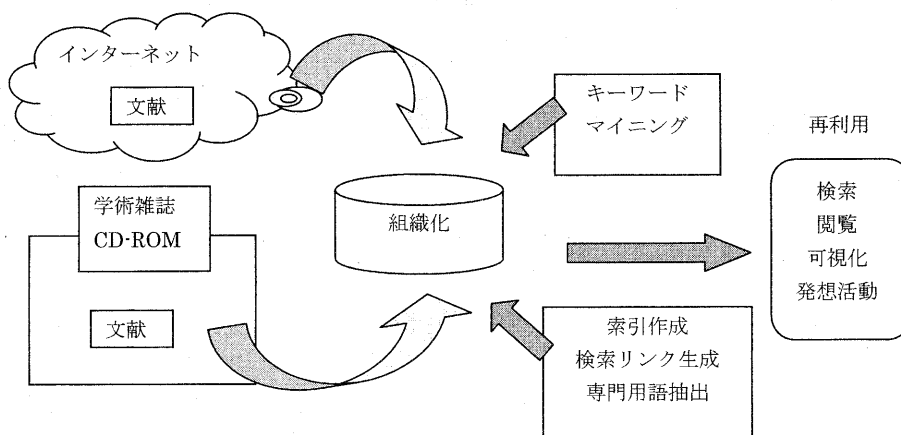 インターネット
文献
キーワード
マイニング
再利用
学術雑誌
CD-ROM
文献
組織化
検索
閲覧
可視化
発想活動
索引作成
検索リンク生成
専門用語抽出